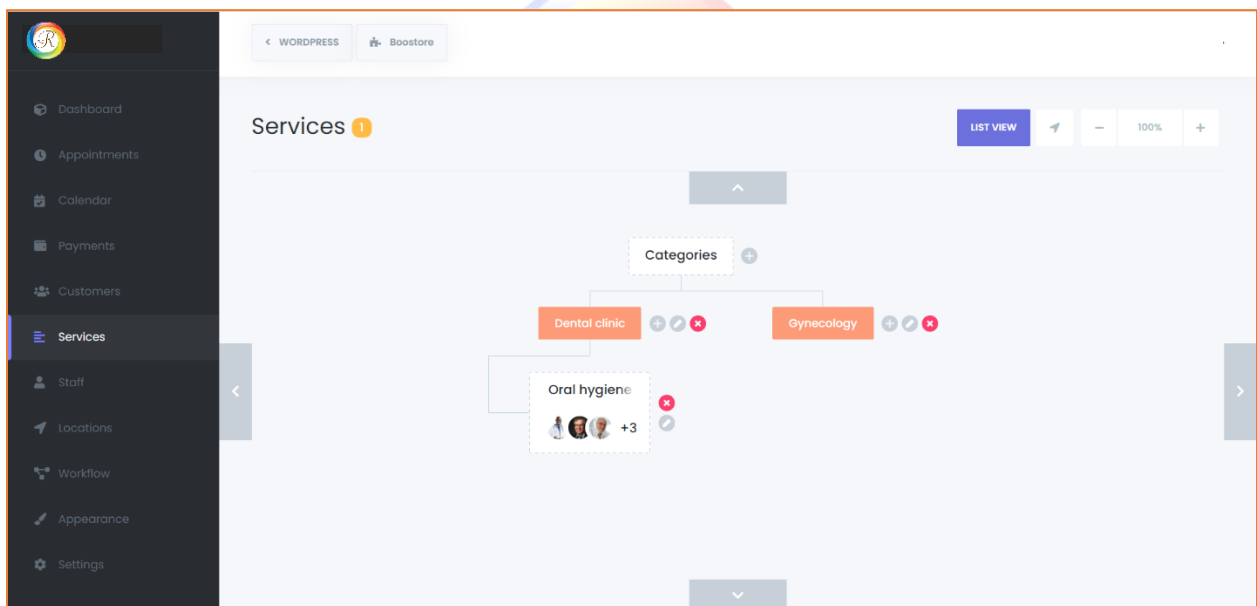 R
< WORDPRESS
Boostore
Dashboard
Appointments
Calendar
Payments
Customers
Services
Staff
Locations
Workflow
Appearance
Settings
Services 1
LIST VIEW
− 100% +
Categories
Dental clinic
Gynecology
Oral hygiene
+3